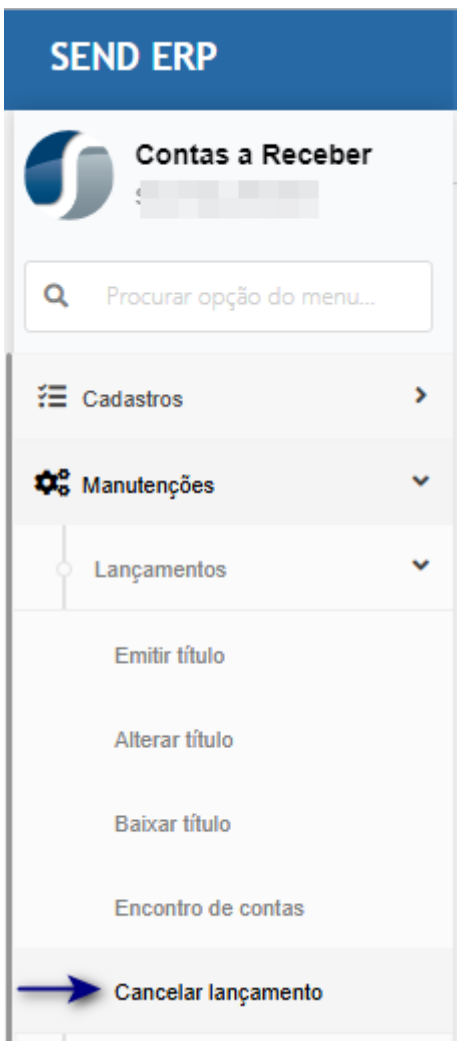 SEND ERP
Contas a Receber
Procurar opção do menu...
Cadastros
Manutenções
Lançamentos
Emitir título
Alterar título
Baixar título
Encontro de contas
Cancelar lançamento